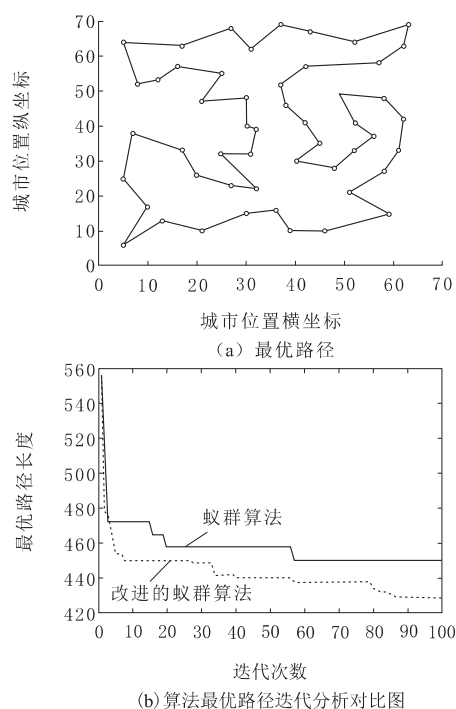 70
60
50
40
30
20
10
0
城市位置纵坐标
0 10 20 30 40 50 60 70
城市位置横坐标
(a) 最优路径
560
540
520
500
480
460
440
420
最优路径长度
蚁群算法
改进的蚁群算法
0 10 20 30 40 50 60 70 80 90 100
迭代次数
(b)算法最优路径迭代分析对比图